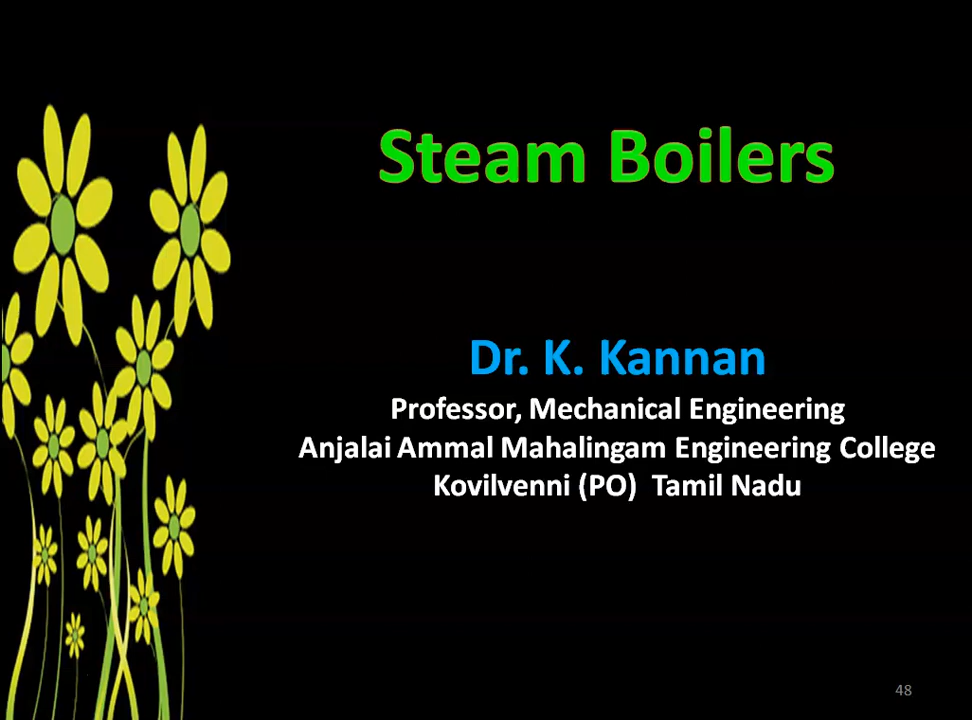 Steam Boilers
Dr. K. Kannan
Professor, Mechanical Engineering
Anjalai Ammal Mahalingam Engineering College
Kovilvenni (PO)  Tamil Nadu
48